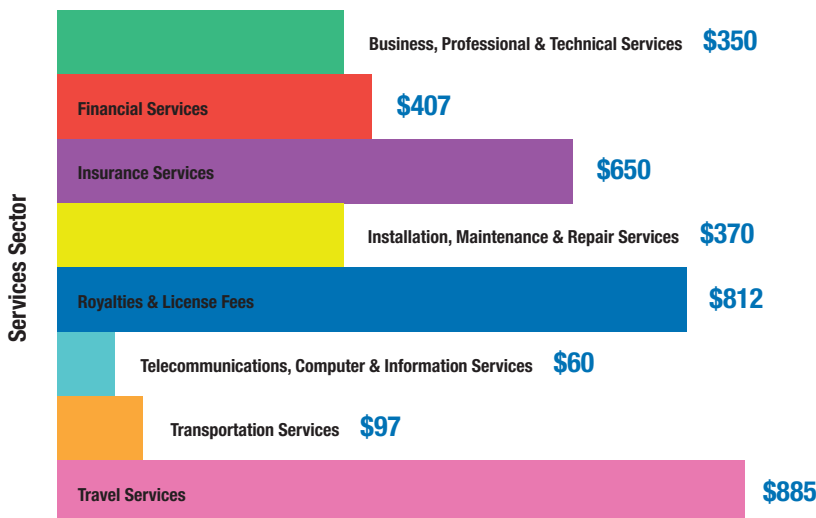 Business, Professional & Technical Services $350
Financial Services $407
Insurance Services $650
Installation, Maintenance & Repair Services $370
Royalties & License Fees $812
Telecommunications, Computer & Information Services $60
Transportation Services $97
Travel Services $885
Services Sector